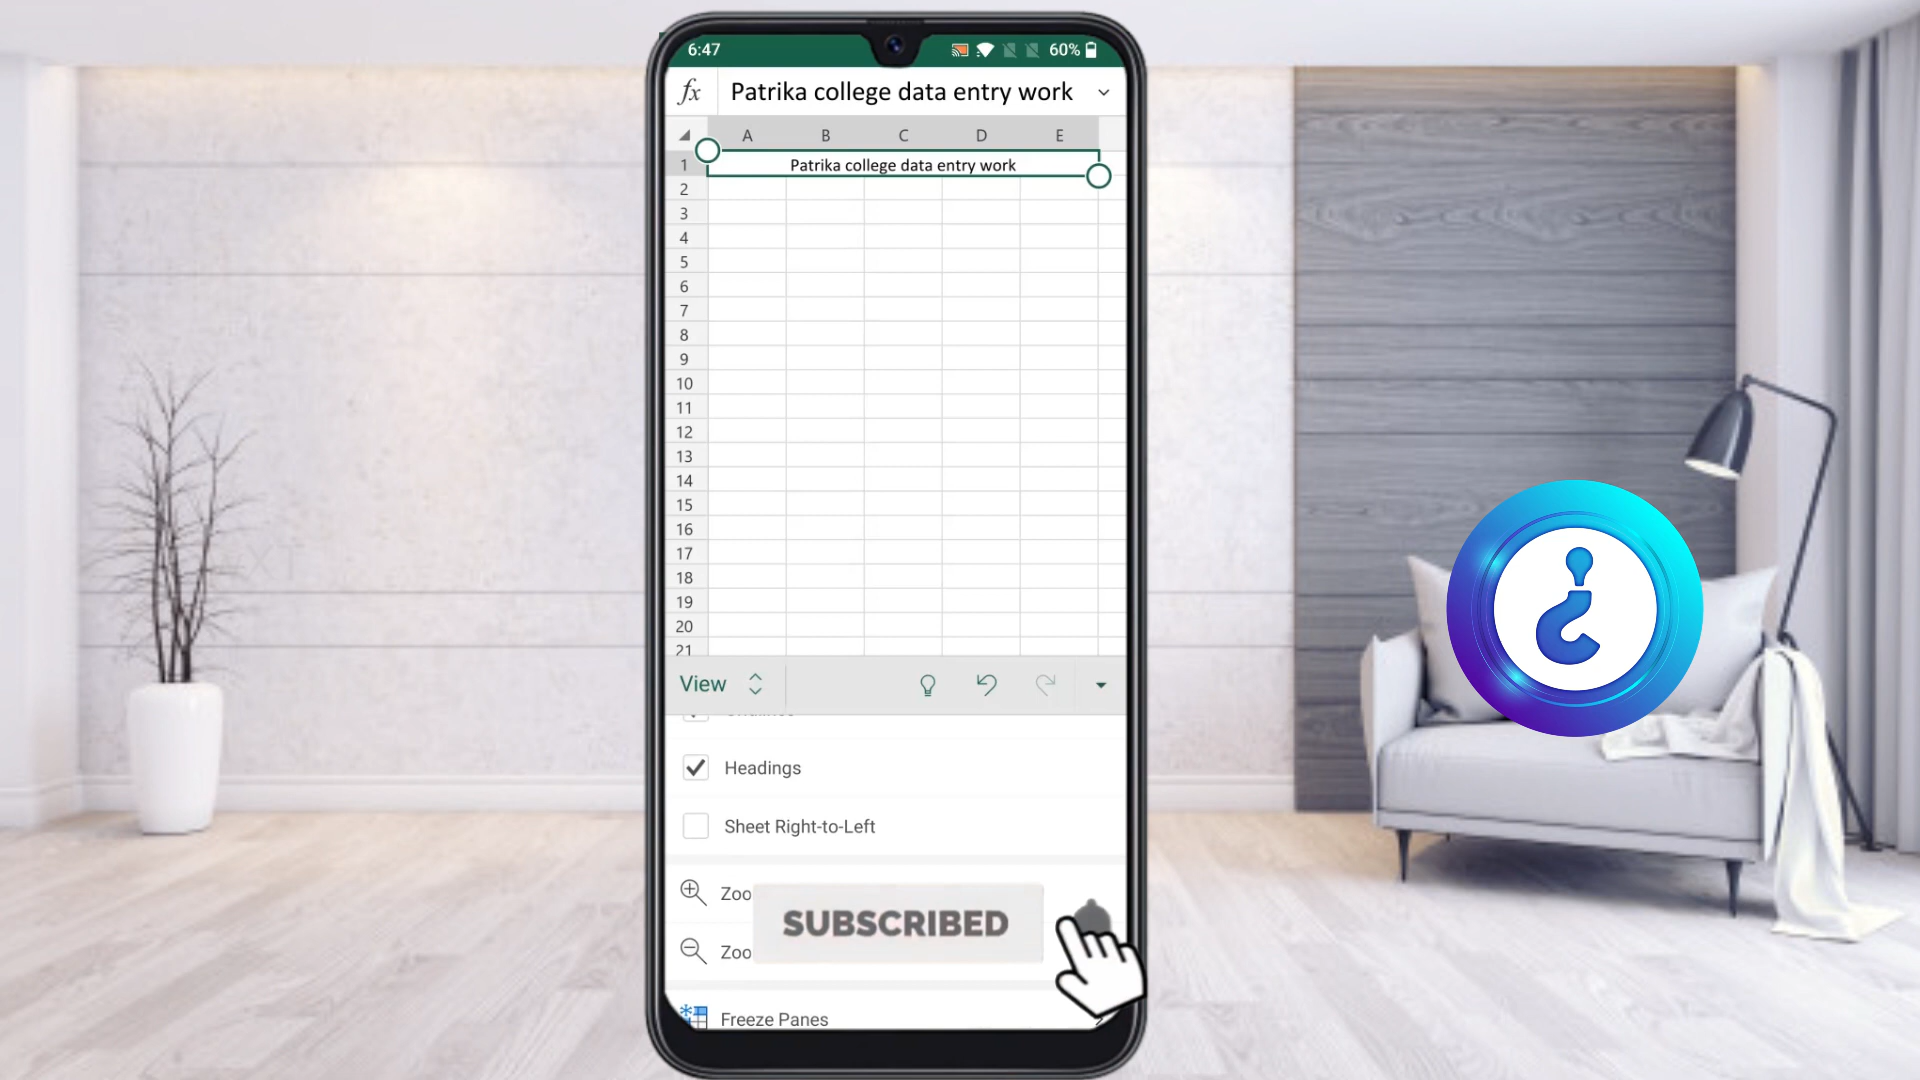 6:47
60%
fx Patrika college data entry work
A B C D E
1 Patrika college data entry work
2
3
4
5
6
7
8
9
10
11
12
13
14
15
16
17
18
19
20
21
View
Headings
Sheet Right-to-Left
Zoo
SUBSCRIBED
Zoo
Freeze Panes